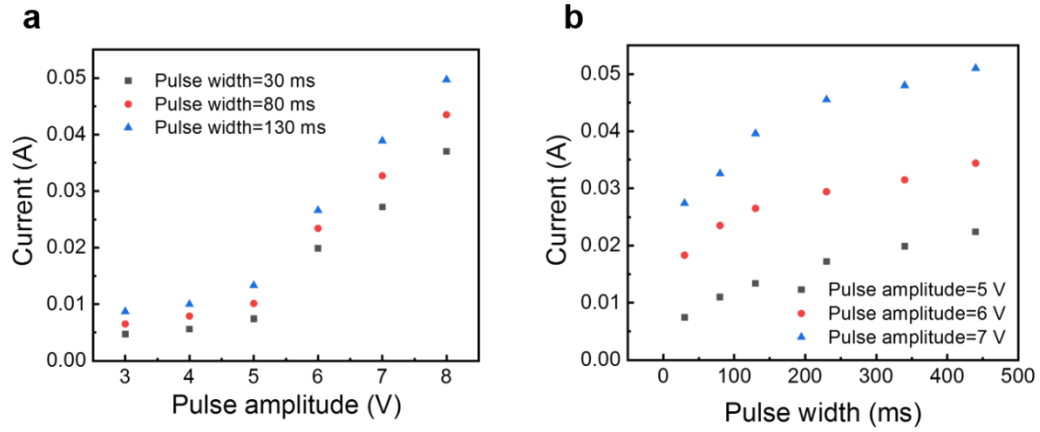 a
0.05
0.04
0.03
0.02
0.01
0.00
Current (A)
Pulse width=30 ms
Pulse width=80 ms
Pulse width=130 ms
3 4 5 6 7 8
Pulse amplitude (V)
b
0.05
0.04
0.03
0.02
0.01
0.00
Current (A)
Pulse amplitude=5 V
Pulse amplitude=6 V
Pulse amplitude=7 V
0 100 200 300 400 500
Pulse width (ms)